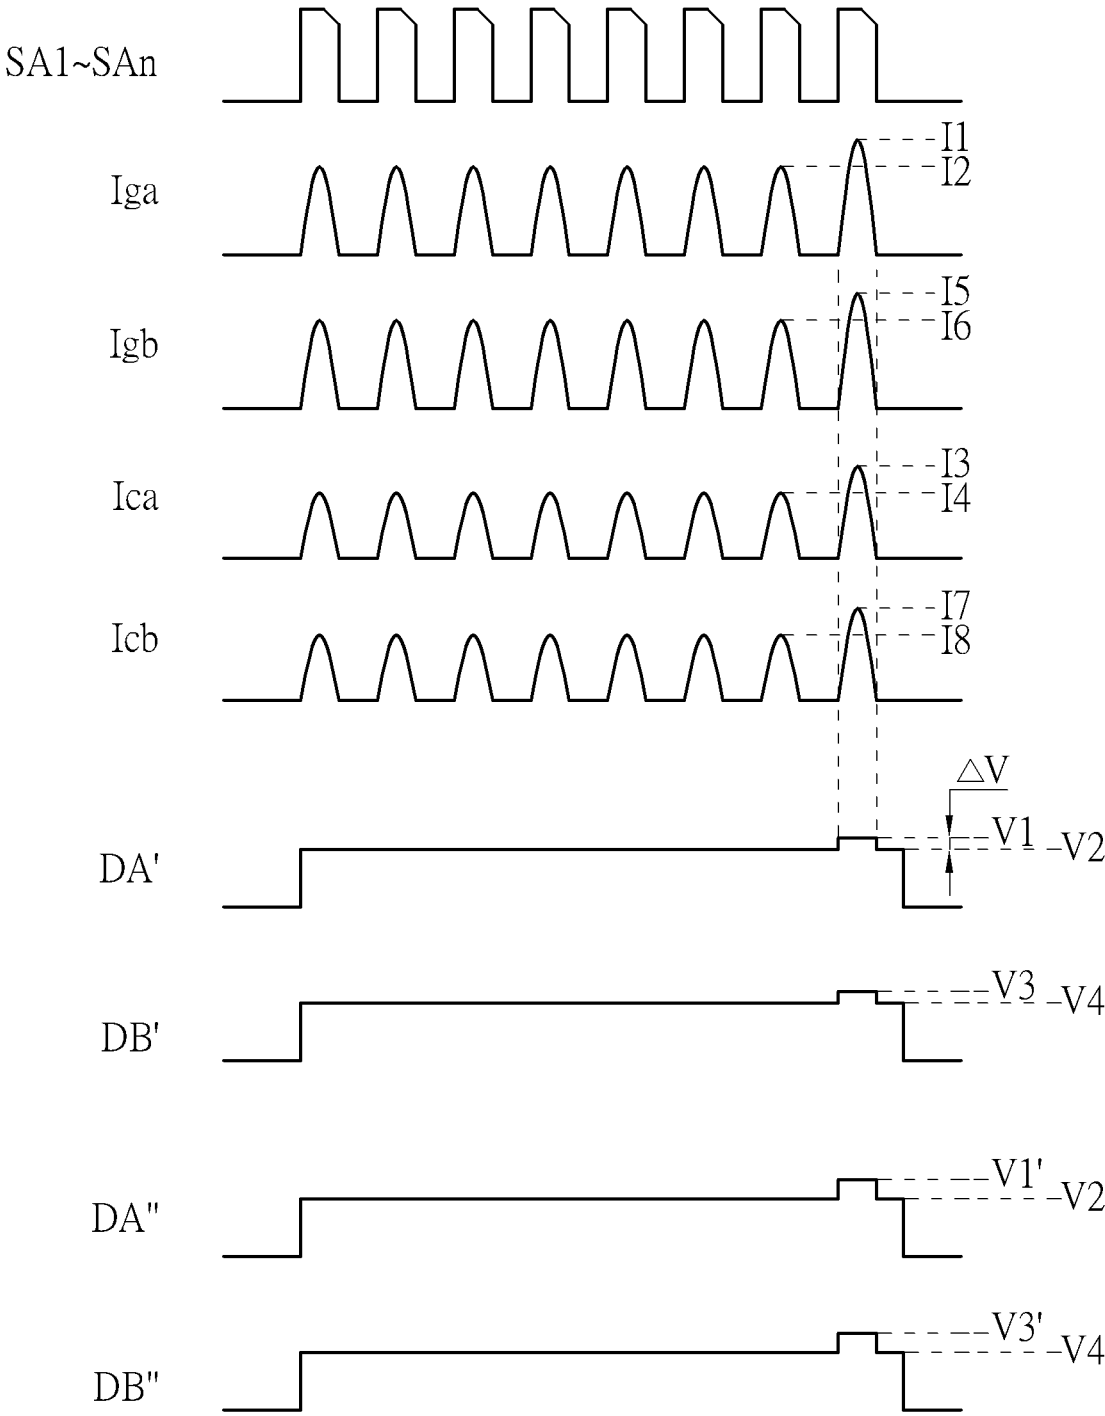 SA1~SAn
Iga
I1
I2
Igb
I5
I6
Ica
I3
I4
Icb
I7
I8
△V
DA'
V1
V2
DB'
V3
V4
DA"
V1'
V2
DB"
V3'
V4